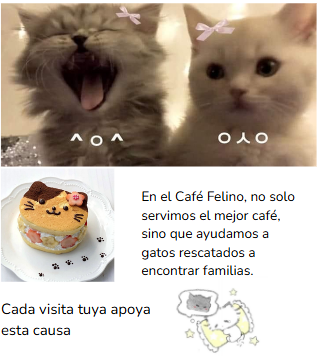 ^ o ^ oㅅo
En el Café Felino, no solo
servimos el mejor café,
sino que ayudamos a
gatos rescatados a
encontrar familias.
Cada visita tuya apoya
esta causa